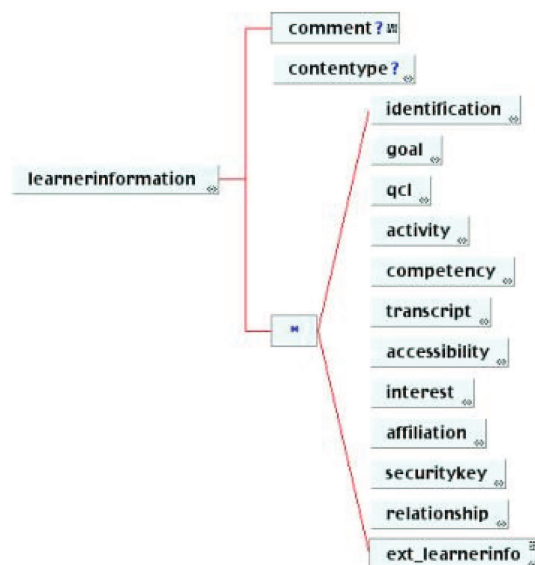 comment?
contentype?
identification
goal
learnerinformation
qcl
activity
competency
transcript
*
accessibility
interest
affiliation
securitykey
relationship
ext_learnerinfo